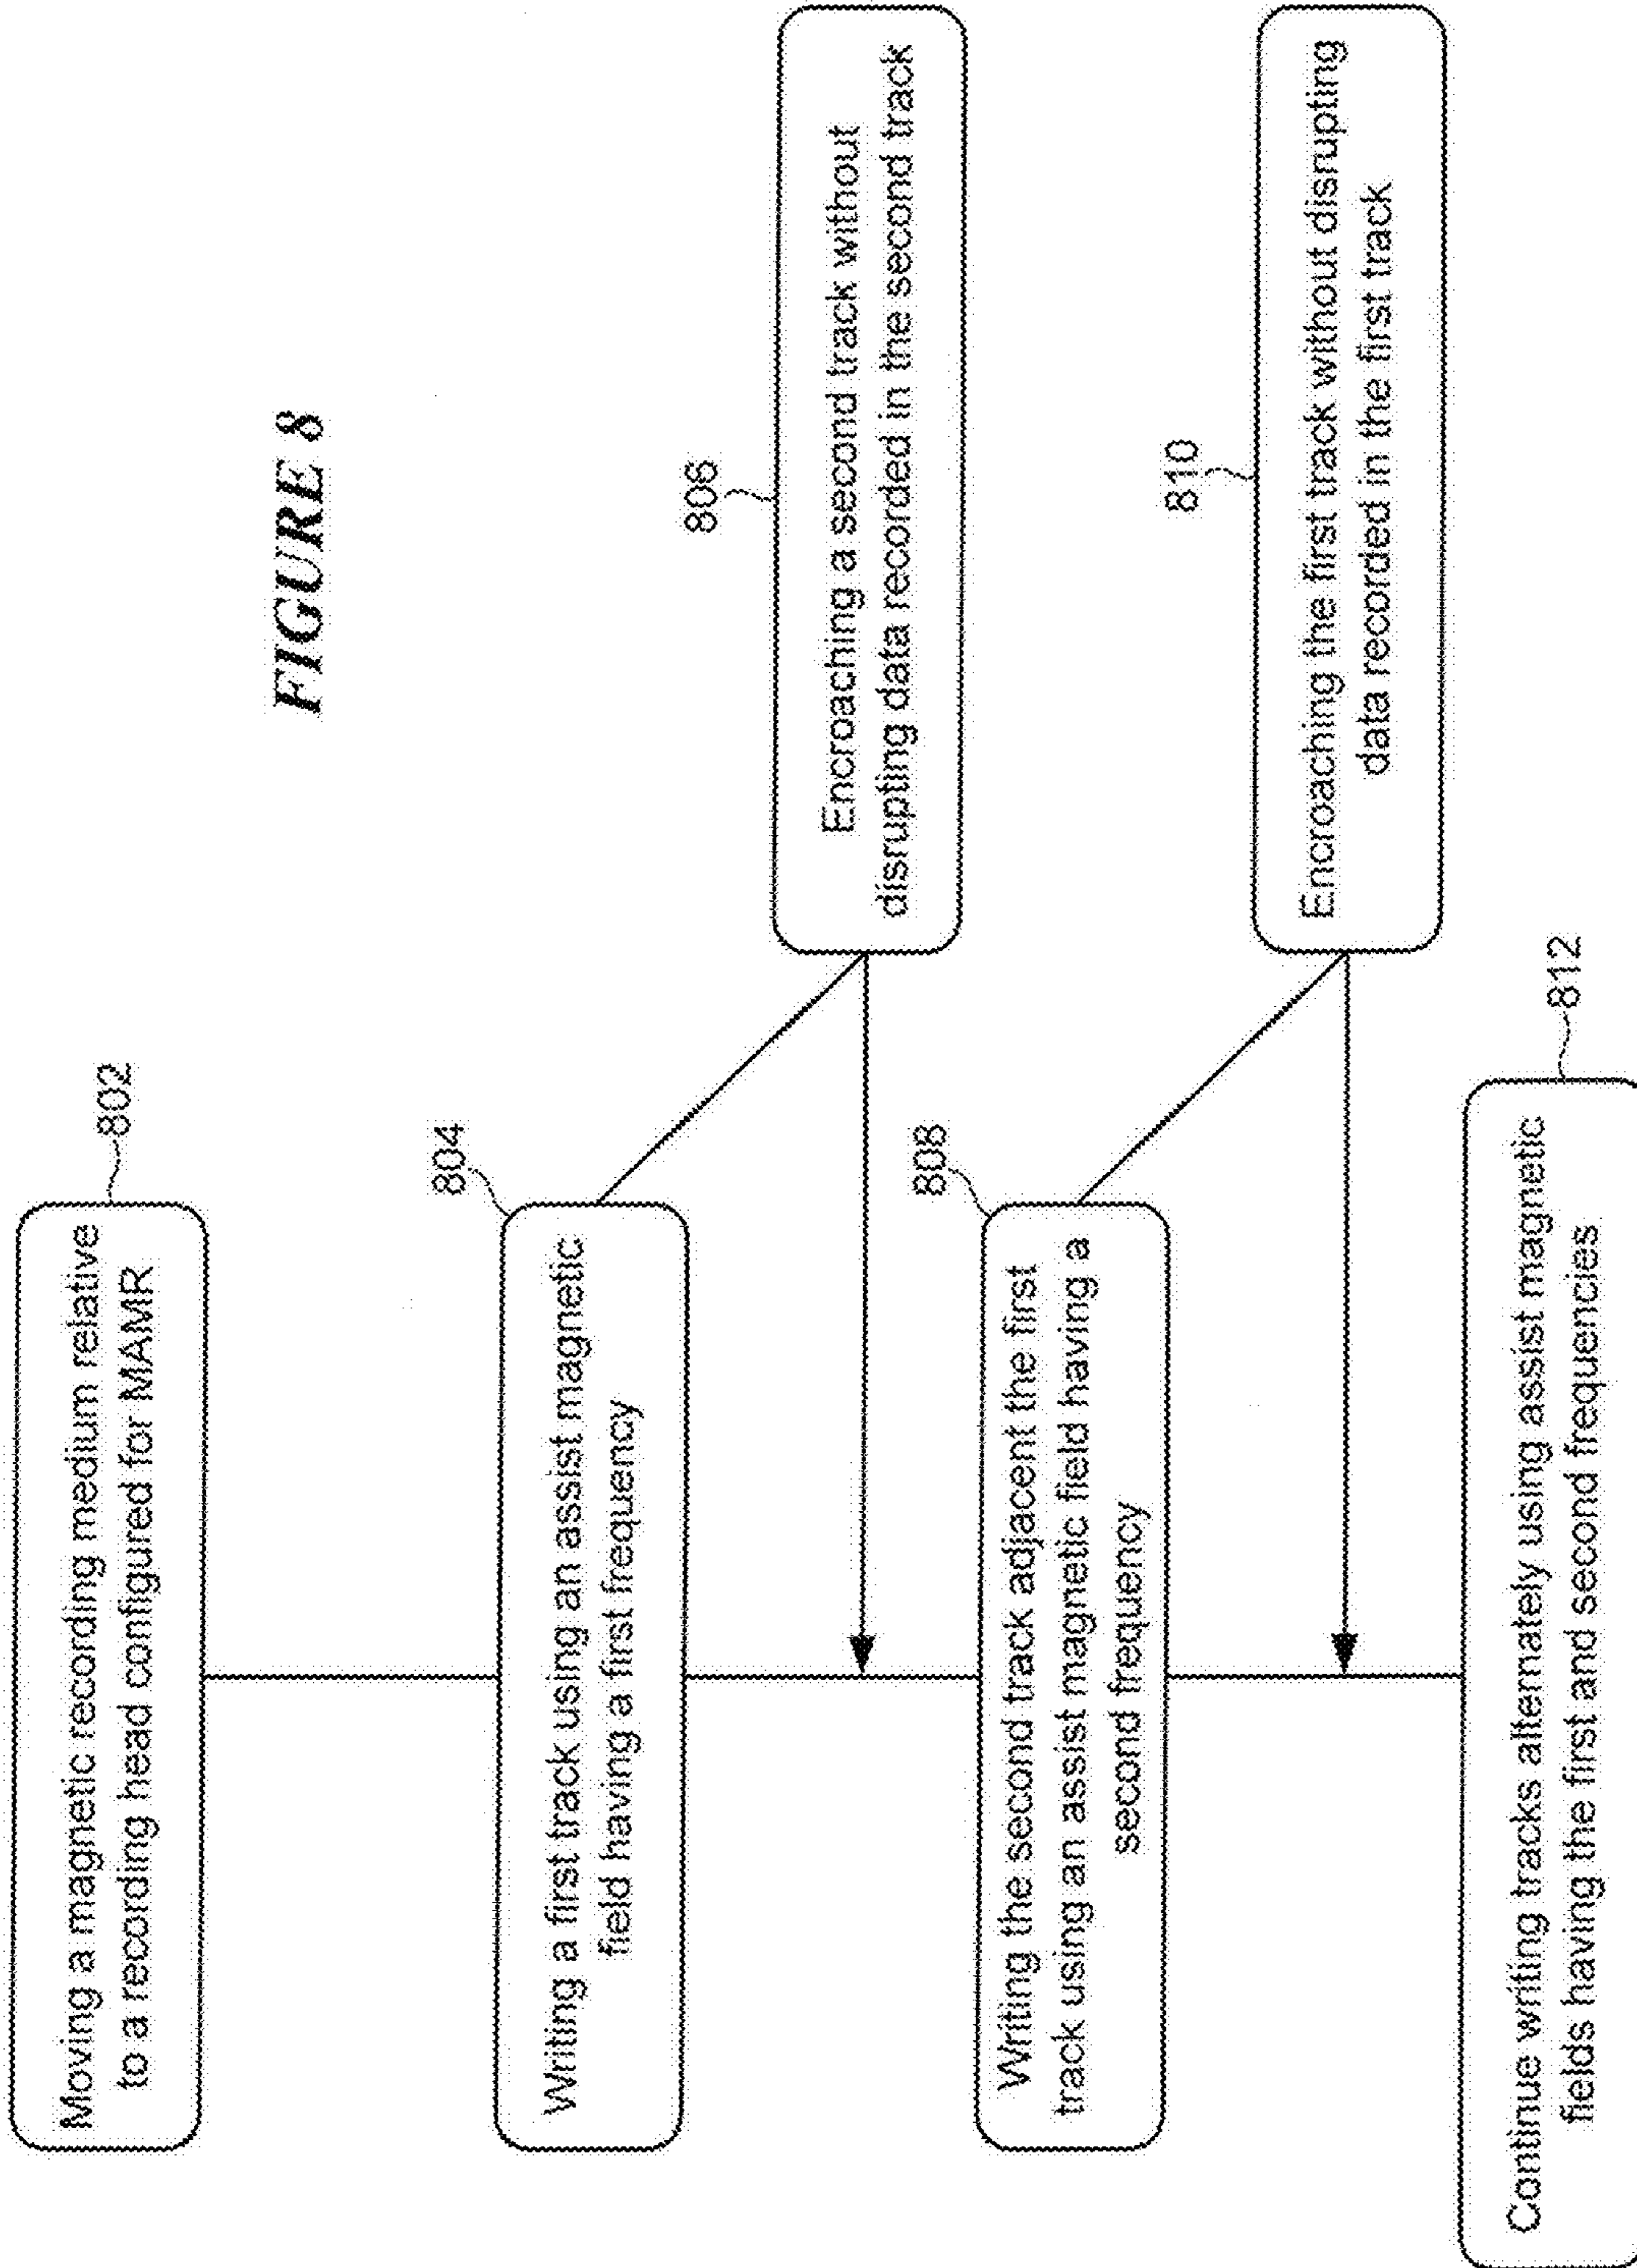 FIGURE 8
802
Moving a magnetic recording medium relative
to a recording head configured for MAMR
804
Writing a first track using an assist magnetic
field having a first frequency
806
Encroaching a second track without
disrupting data recorded in the second track
808
Writing the second track adjacent the first
track using an assist magnetic field having a
second frequency
810
Encroaching the first track without disrupting
data recorded in the first track
812
Continue writing tracks alternately using assist magnetic
fields having the first and second frequencies